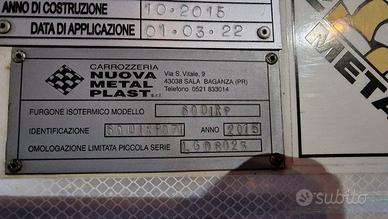 ANNO DI COSTRUZIONE 10.2015
DATA DI APPLICAZIONE 01.03.22
CARROZZERIA
NUOVA
METAL
PLAST s.r.l.
Via S. Vitale, 9
43038 SALA BAGANZA (PR)
Telefono 0521 833014
FURGONE ISOTERMICO MODELLO
IDENTIFICAZIONE
ANNO 2015
OMOLOGAZIONE LIMITATA PICCOLA SERIE
META
subito